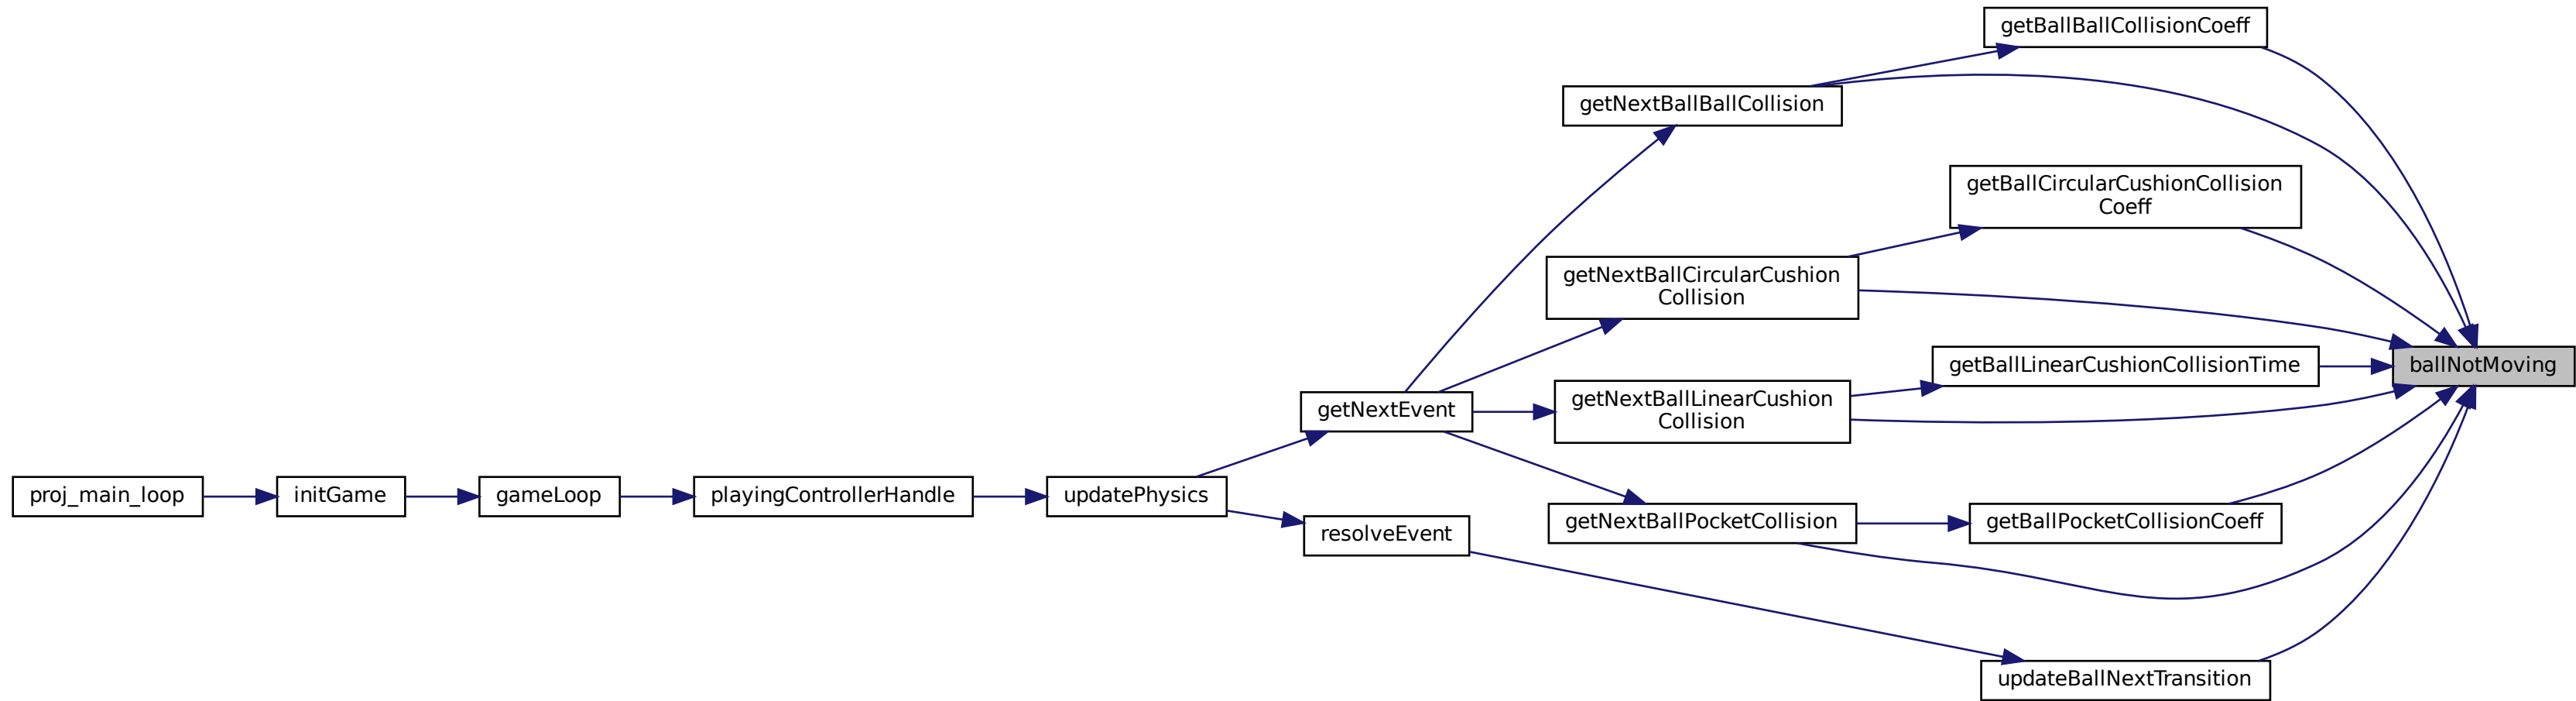 getBallBallCollisionCoeff
getNextBallBallCollision
getBallCircularCushionCollision
Coeff
getNextBallCircularCushion
Collision
getBallLinearCushionCollisionTime
ballNotMoving
getNextBallLinearCushion
Collision
getNextEvent
proj_main_loop
initGame
gameLoop
playingControllerHandle
updatePhysics
resolveEvent
getNextBallPocketCollision
getBallPocketCollisionCoeff
updateBallNextTransition